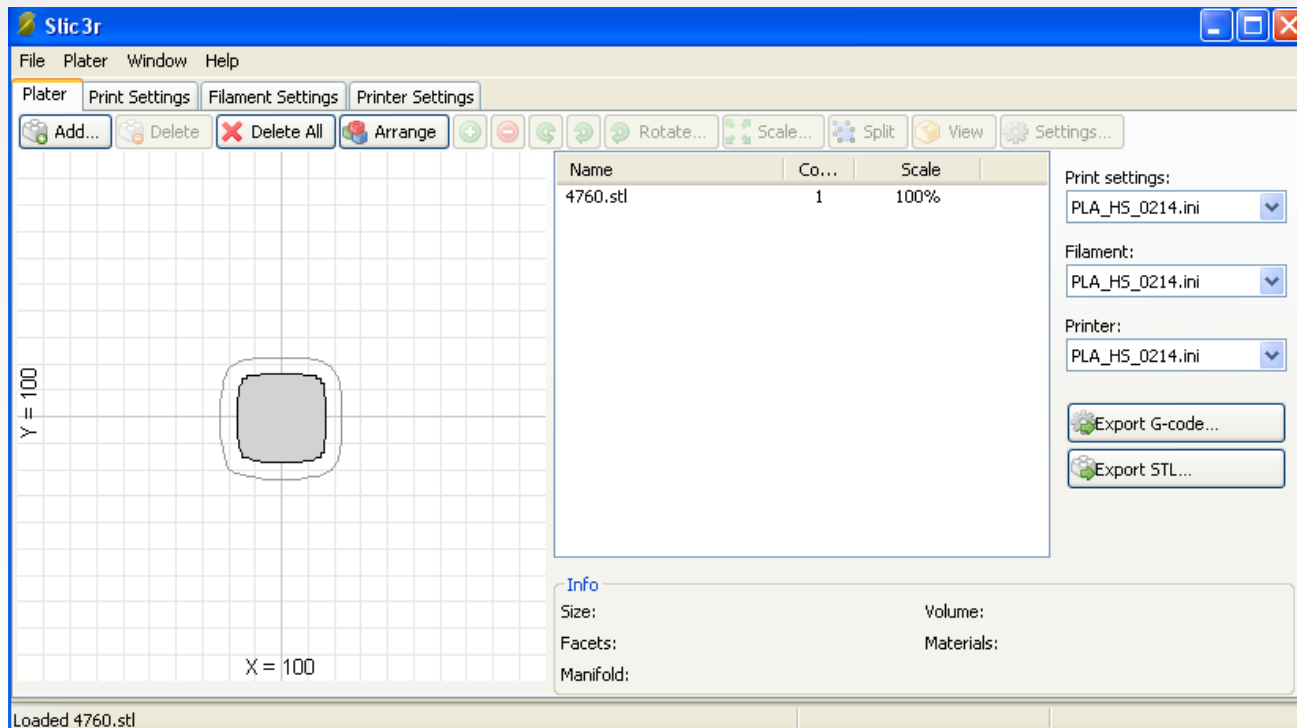 Slic3r
File Plater Window Help
Plater Print Settings Filament Settings Printer Settings
Add... Delete Delete All Arrange Rotate... Scale... Split View Settings...
Name Co... Scale
4760.stl 1 100%
Print settings:
PLA_HS_0214.ini
Filament:
PLA_HS_0214.ini
Printer:
PLA_HS_0214.ini
Export G-code...
Export STL...
Y = 100
X = 100
Info
Size: Volume:
Facets: Materials:
Manifold:
Loaded 4760.stl